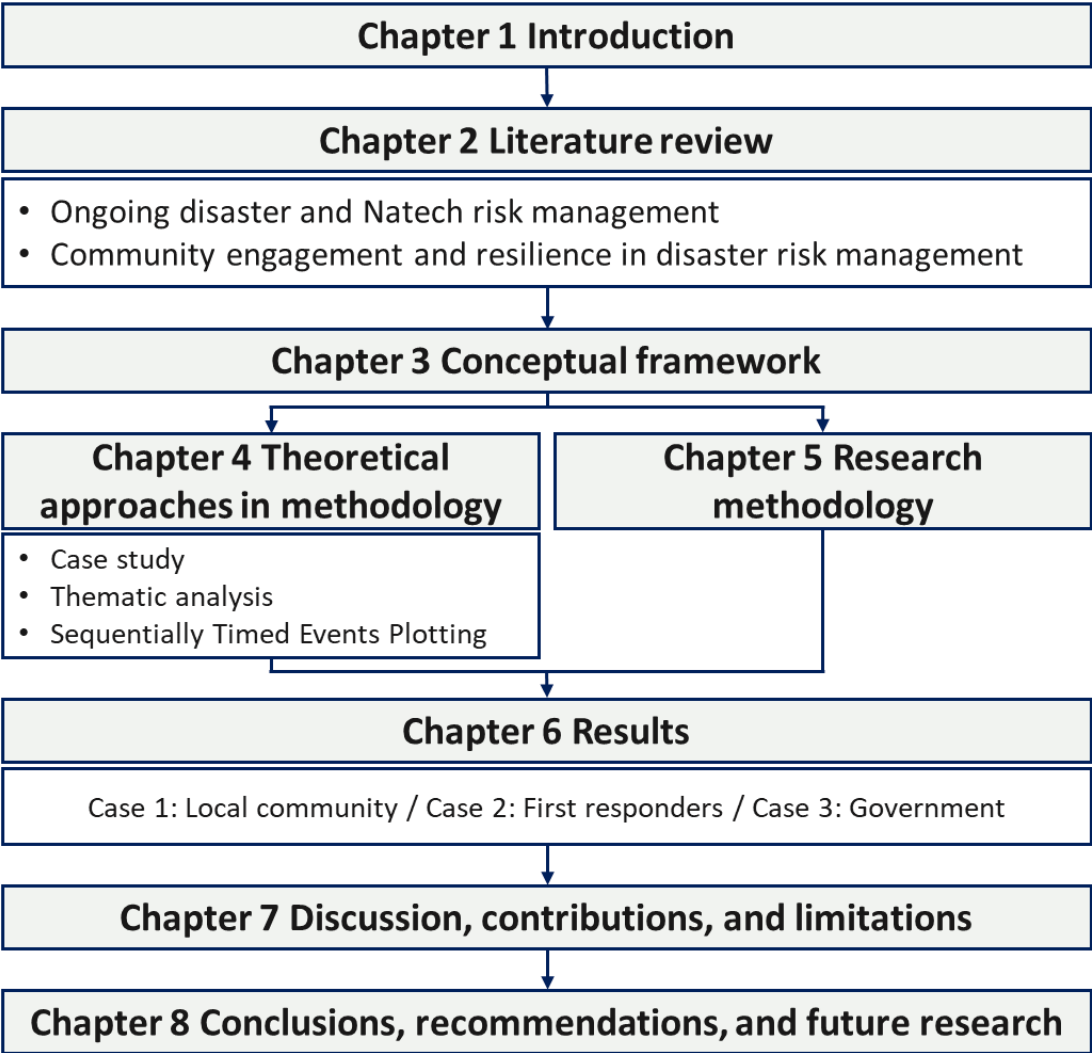 Chapter 1 Introduction
Chapter 2 Literature review
• Ongoing disaster and Natech risk management
• Community engagement and resilience in disaster risk management
Chapter 3 Conceptual framework
Chapter 4 Theoretical
approaches in methodology
• Case study
• Thematic analysis
• Sequentially Timed Events Plotting
Chapter 5 Research
methodology
Chapter 6 Results
Case 1: Local community / Case 2: First responders / Case 3: Government
Chapter 7 Discussion, contributions, and limitations
Chapter 8 Conclusions, recommendations, and future research